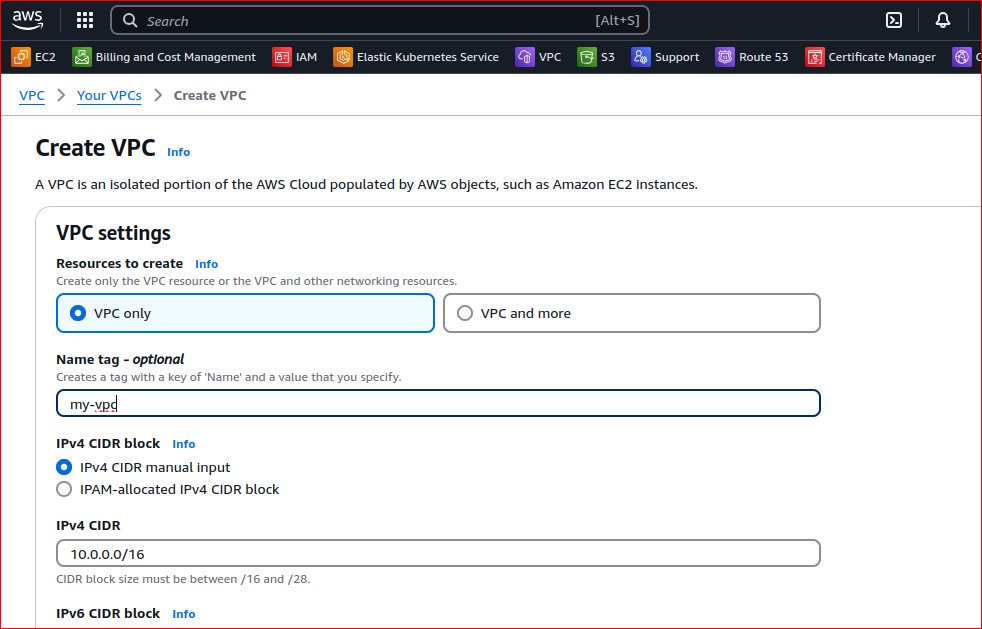 aws Search [Alt+S]
EC2 Billing and Cost Management IAM Elastic Kubernetes Service VPC S3 Support Route 53 Certificate Manager
VPC Your VPCs Create VPC
Create VPC Info
A VPC is an isolated portion of the AWS Cloud populated by AWS objects, such as Amazon EC2 instances.
VPC settings
Resources to create Info
Create only the VPC resource or the VPC and other networking resources.
VPC only VPC and more
Name tag - optional
Creates a tag with a key of 'Name' and a value that you specify.
my-vpc
IPv4 CIDR block Info
IPv4 CIDR manual input
IPAM-allocated IPv4 CIDR block
IPv4 CIDR
10.0.0.0/16
CIDR block size must be between /16 and /28.
IPv6 CIDR block Info